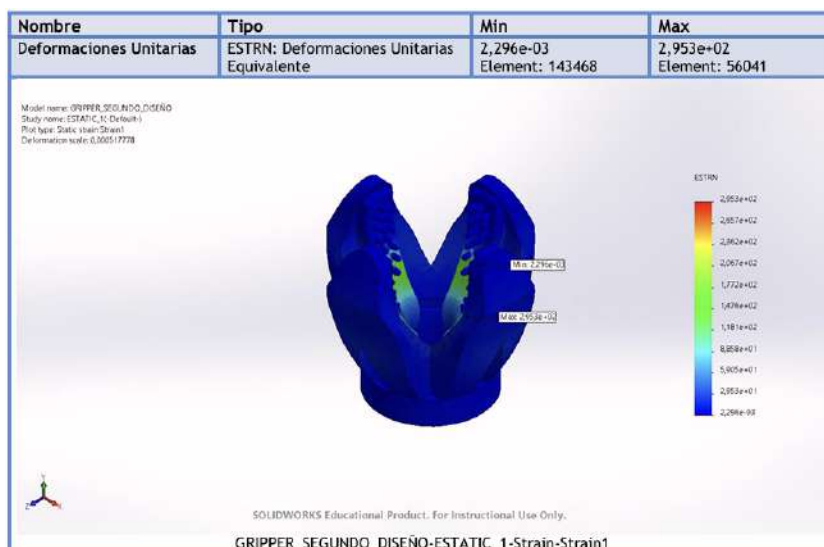 Nombre Tipo Min Max
Deformaciones Unitarias ESTRN: Deformaciones Unitarias 2,296e-03 2,953e+02
Equivalente Element: 143468 Element: 56041
Model name: GRIPPER_SEGUNDO_DISEÑO
Study name: ESTATIC_1(-Default-)
Plot type: Static strain Strain1
Deformation scale: 0,000517778
ESTRN
2,953e+02
2,657e+02
2,362e+02
2,067e+02
1,772e+02
1,476e+02
1,181e+02
8,858e+01
5,905e+01
2,953e+01
2,296e-03
Min: 2,296e-03
Max: 2,953e+02
Y
Z
X
SOLIDWORKS Educational Product. For Instructional Use Only.
GRIPPER_SEGUNDO_DISEÑO-ESTATIC_1-Strain-Strain1